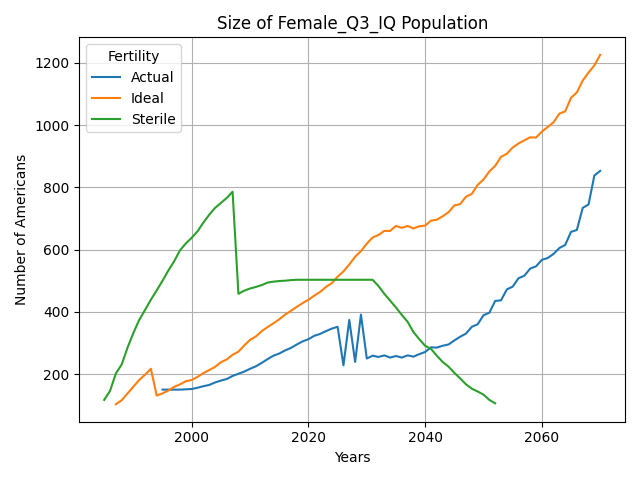 Size of Female_Q3_IQ Population
Fertility
Actual
Ideal
Sterile
Number of Americans
1200
1000
800
600
400
200
2000
2020
2040
2060
Years